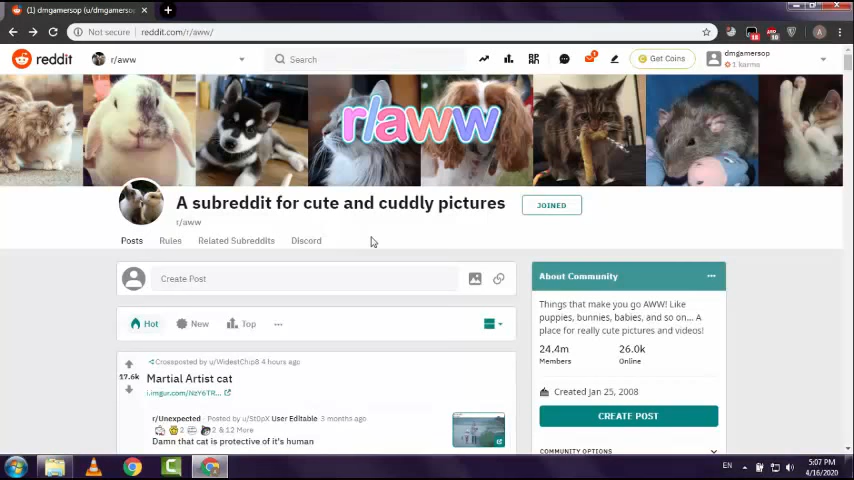 (1) dmgamersop (u/dmgamersop)
Not secure | reddit.com/r/aww/
reddit
r/aww
Search
Get Coins
dmgamersop
1 karma
r/aww
A subreddit for cute and cuddly pictures
JOINED
r/aww
Posts Rules Related Subreddits Discord
Create Post
Hot New Top
Crossposted by u/WidestChip8 4 hours ago
17.6k
Martial Artist cat
i.imgur.com/NzY6TR...
r/Unexpected · Posted by u/St0pX User Editable 3 months ago
2 2 2 & 12 More
Damn that cat is protective of it's human
About Community
Things that make you go AWW! Like
puppies, bunnies, babies, and so on... A
place for really cute pictures and videos!
24.4m 26.0k
Members Online
Created Jan 25, 2008
CREATE POST
COMMUNITY OPTIONS
EN
5:07 PM
4/16/2020